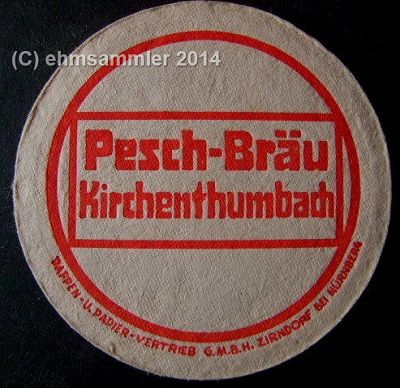 (C) ehmsammler 2014
Pesch-Bräu
Kirchenthumbach
PAPPEN-U. PAPIER-VERTRIEB G.M.B.H. ZIRNDORF BEI NÜRNBERG